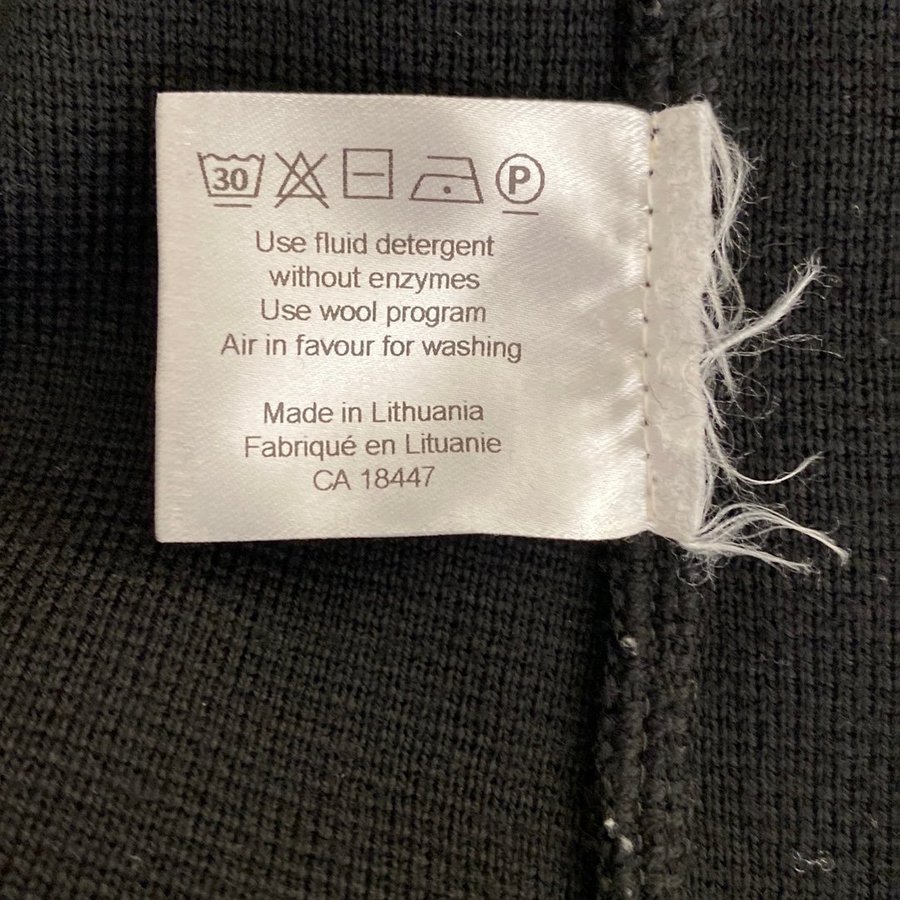 30
P
Use fluid detergent
without enzymes
Use wool program
Air in favour for washing
Made in Lithuania
Fabriqué en Lituanie
CA 18447